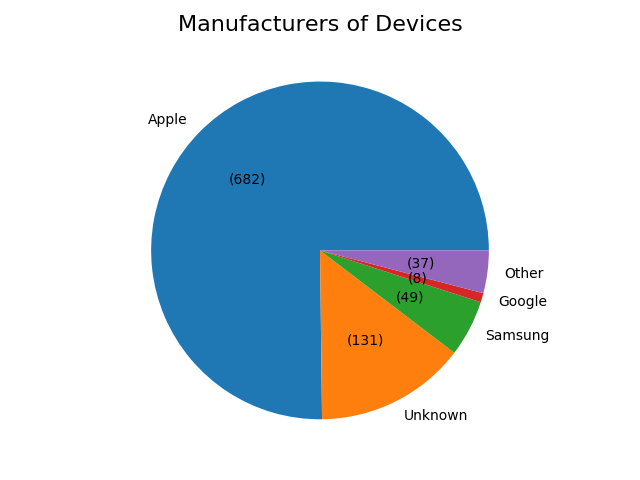 Manufacturers of Devices
Apple
(682)
(37)
Other
(8)
Google
(49)
Samsung
(131)
Unknown